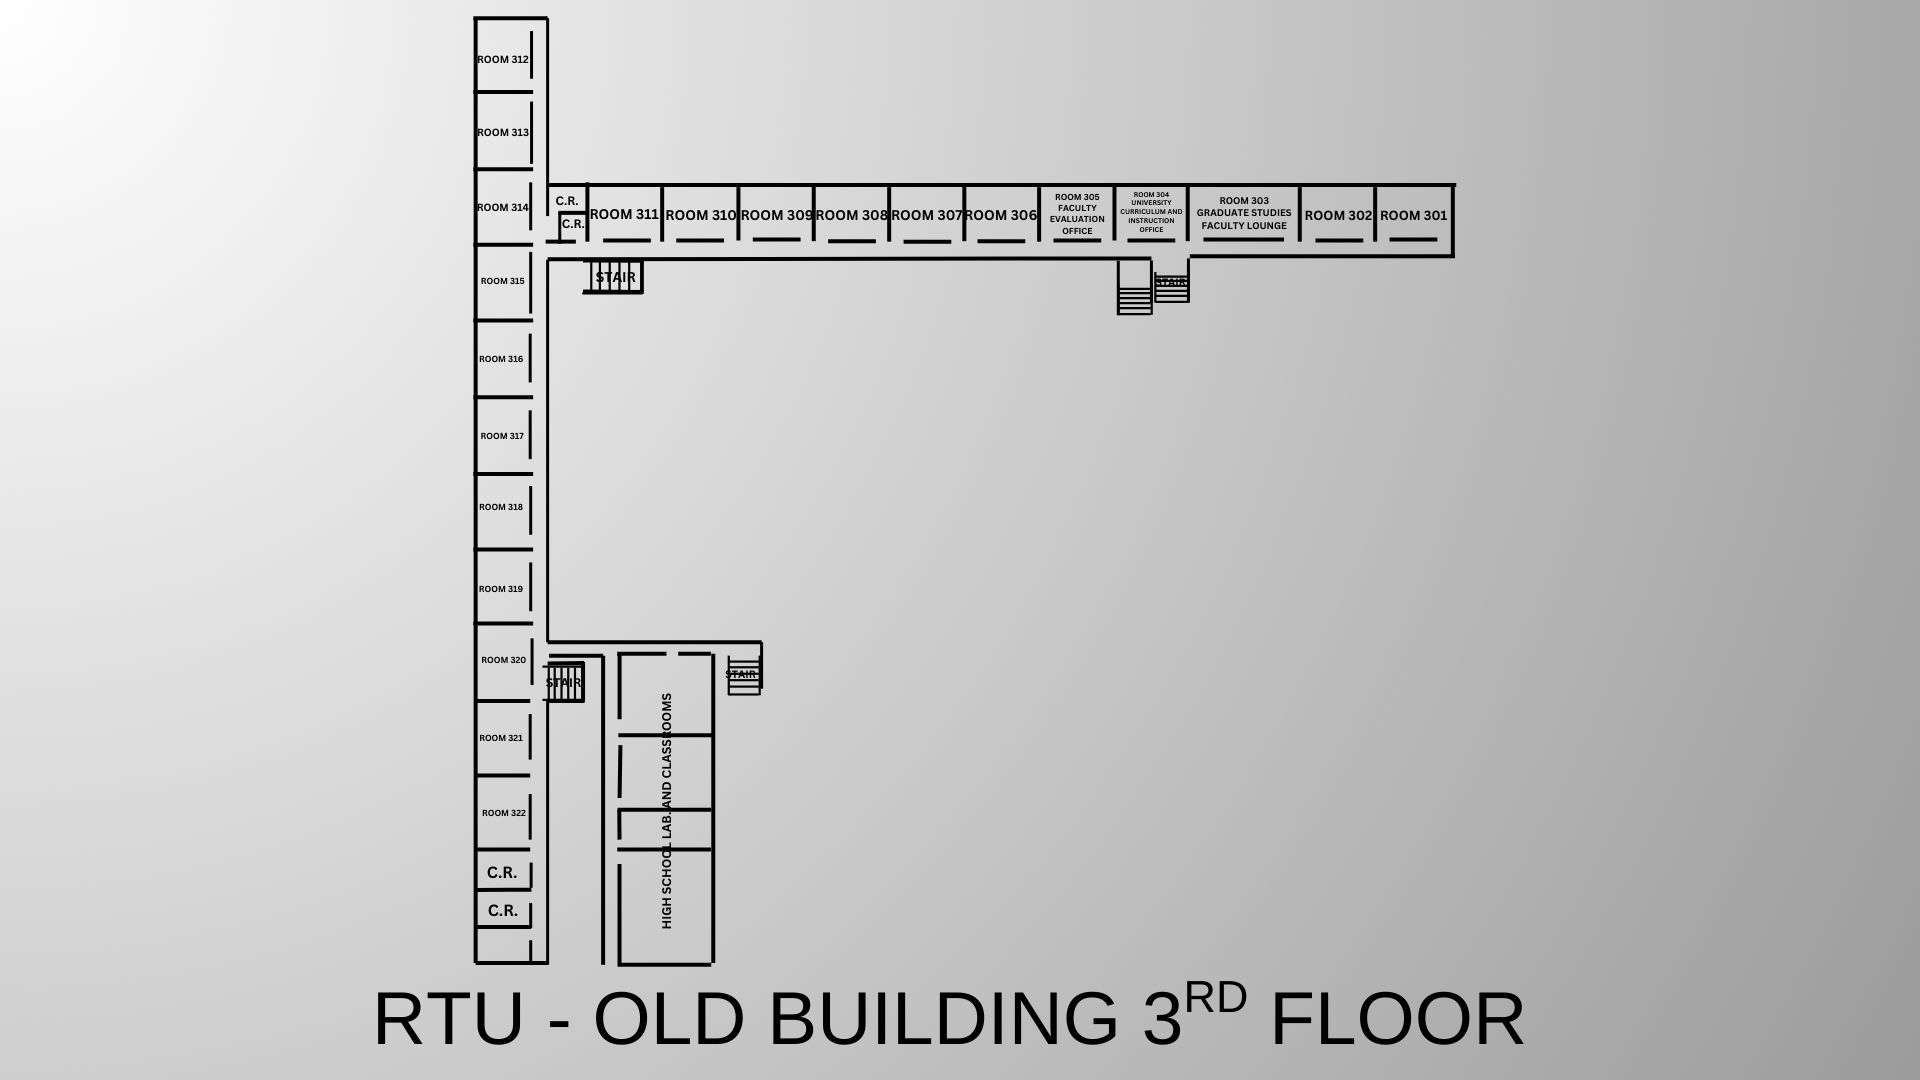 ROOM 312
ROOM 313
ROOM 314
C.R.
C.R.
ROOM 311
ROOM 310
ROOM 309
ROOM 308
ROOM 307
ROOM 306
ROOM 305
FACULTY
EVALUATION
OFFICE
ROOM 304
UNIVERSITY
CURRICULUM AND
INSTRUCTION
OFFICE
ROOM 303
GRADUATE STUDIES
FACULTY LOUNGE
ROOM 302
ROOM 301
STAIR
STAIR
ROOM 315
ROOM 316
ROOM 317
ROOM 318
ROOM 319
ROOM 320
STAIR
STAIR
ROOM 321
ROOM 322
C.R.
C.R.
HIGH SCHOOL LAB. AND CLASSROOMS
RTU - OLD BUILDING 3RD FLOOR